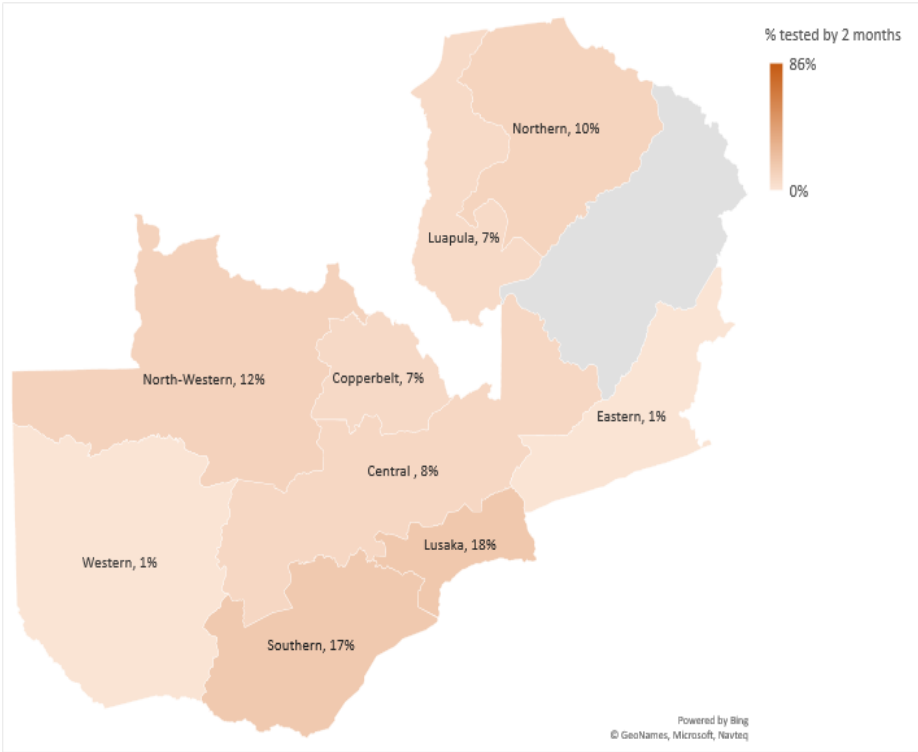 % tested by 2 months
86%
0%
Northern, 10%
Luapula, 7%
North-Western, 12%
Copperbelt, 7%
Eastern, 1%
Central , 8%
Lusaka, 18%
Western, 1%
Southern, 17%
Powered by Bing
© GeoNames, Microsoft, Navteq